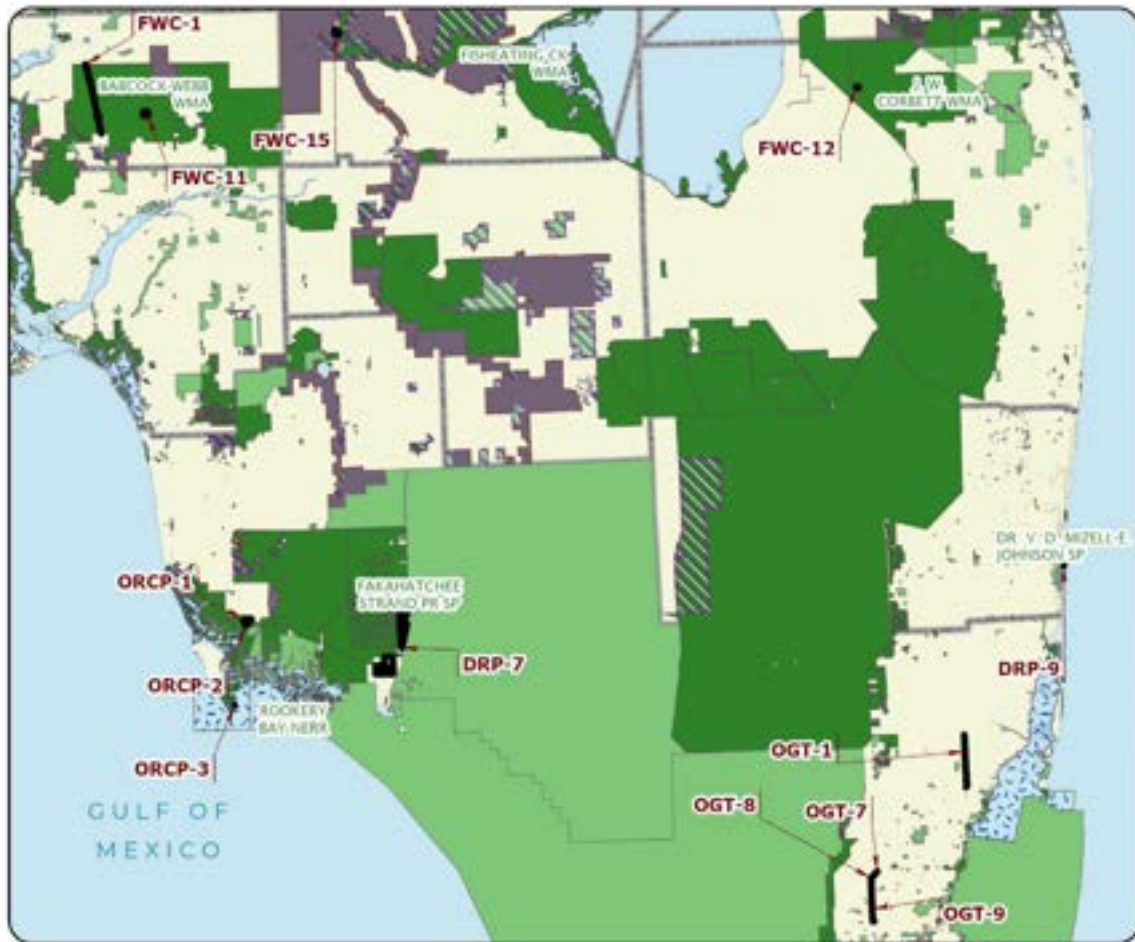 FWC-1
BABCOCK-WEBB
WMA
FISHEATING CK
WMA
J. W.
CORBETT WMA
FWC-15
FWC-12
FWC-11
DR. V. D. MIZELL-E.
JOHNSON SP
ORCP-1
FAKAHATCHEE
STRAND PR SP
DRP-7
DRP-9
ORCP-2
ROOKERY
BAY NERR
OGT-1
ORCP-3
OGT-8
OGT-7
GULF OF
MEXICO
OGT-9